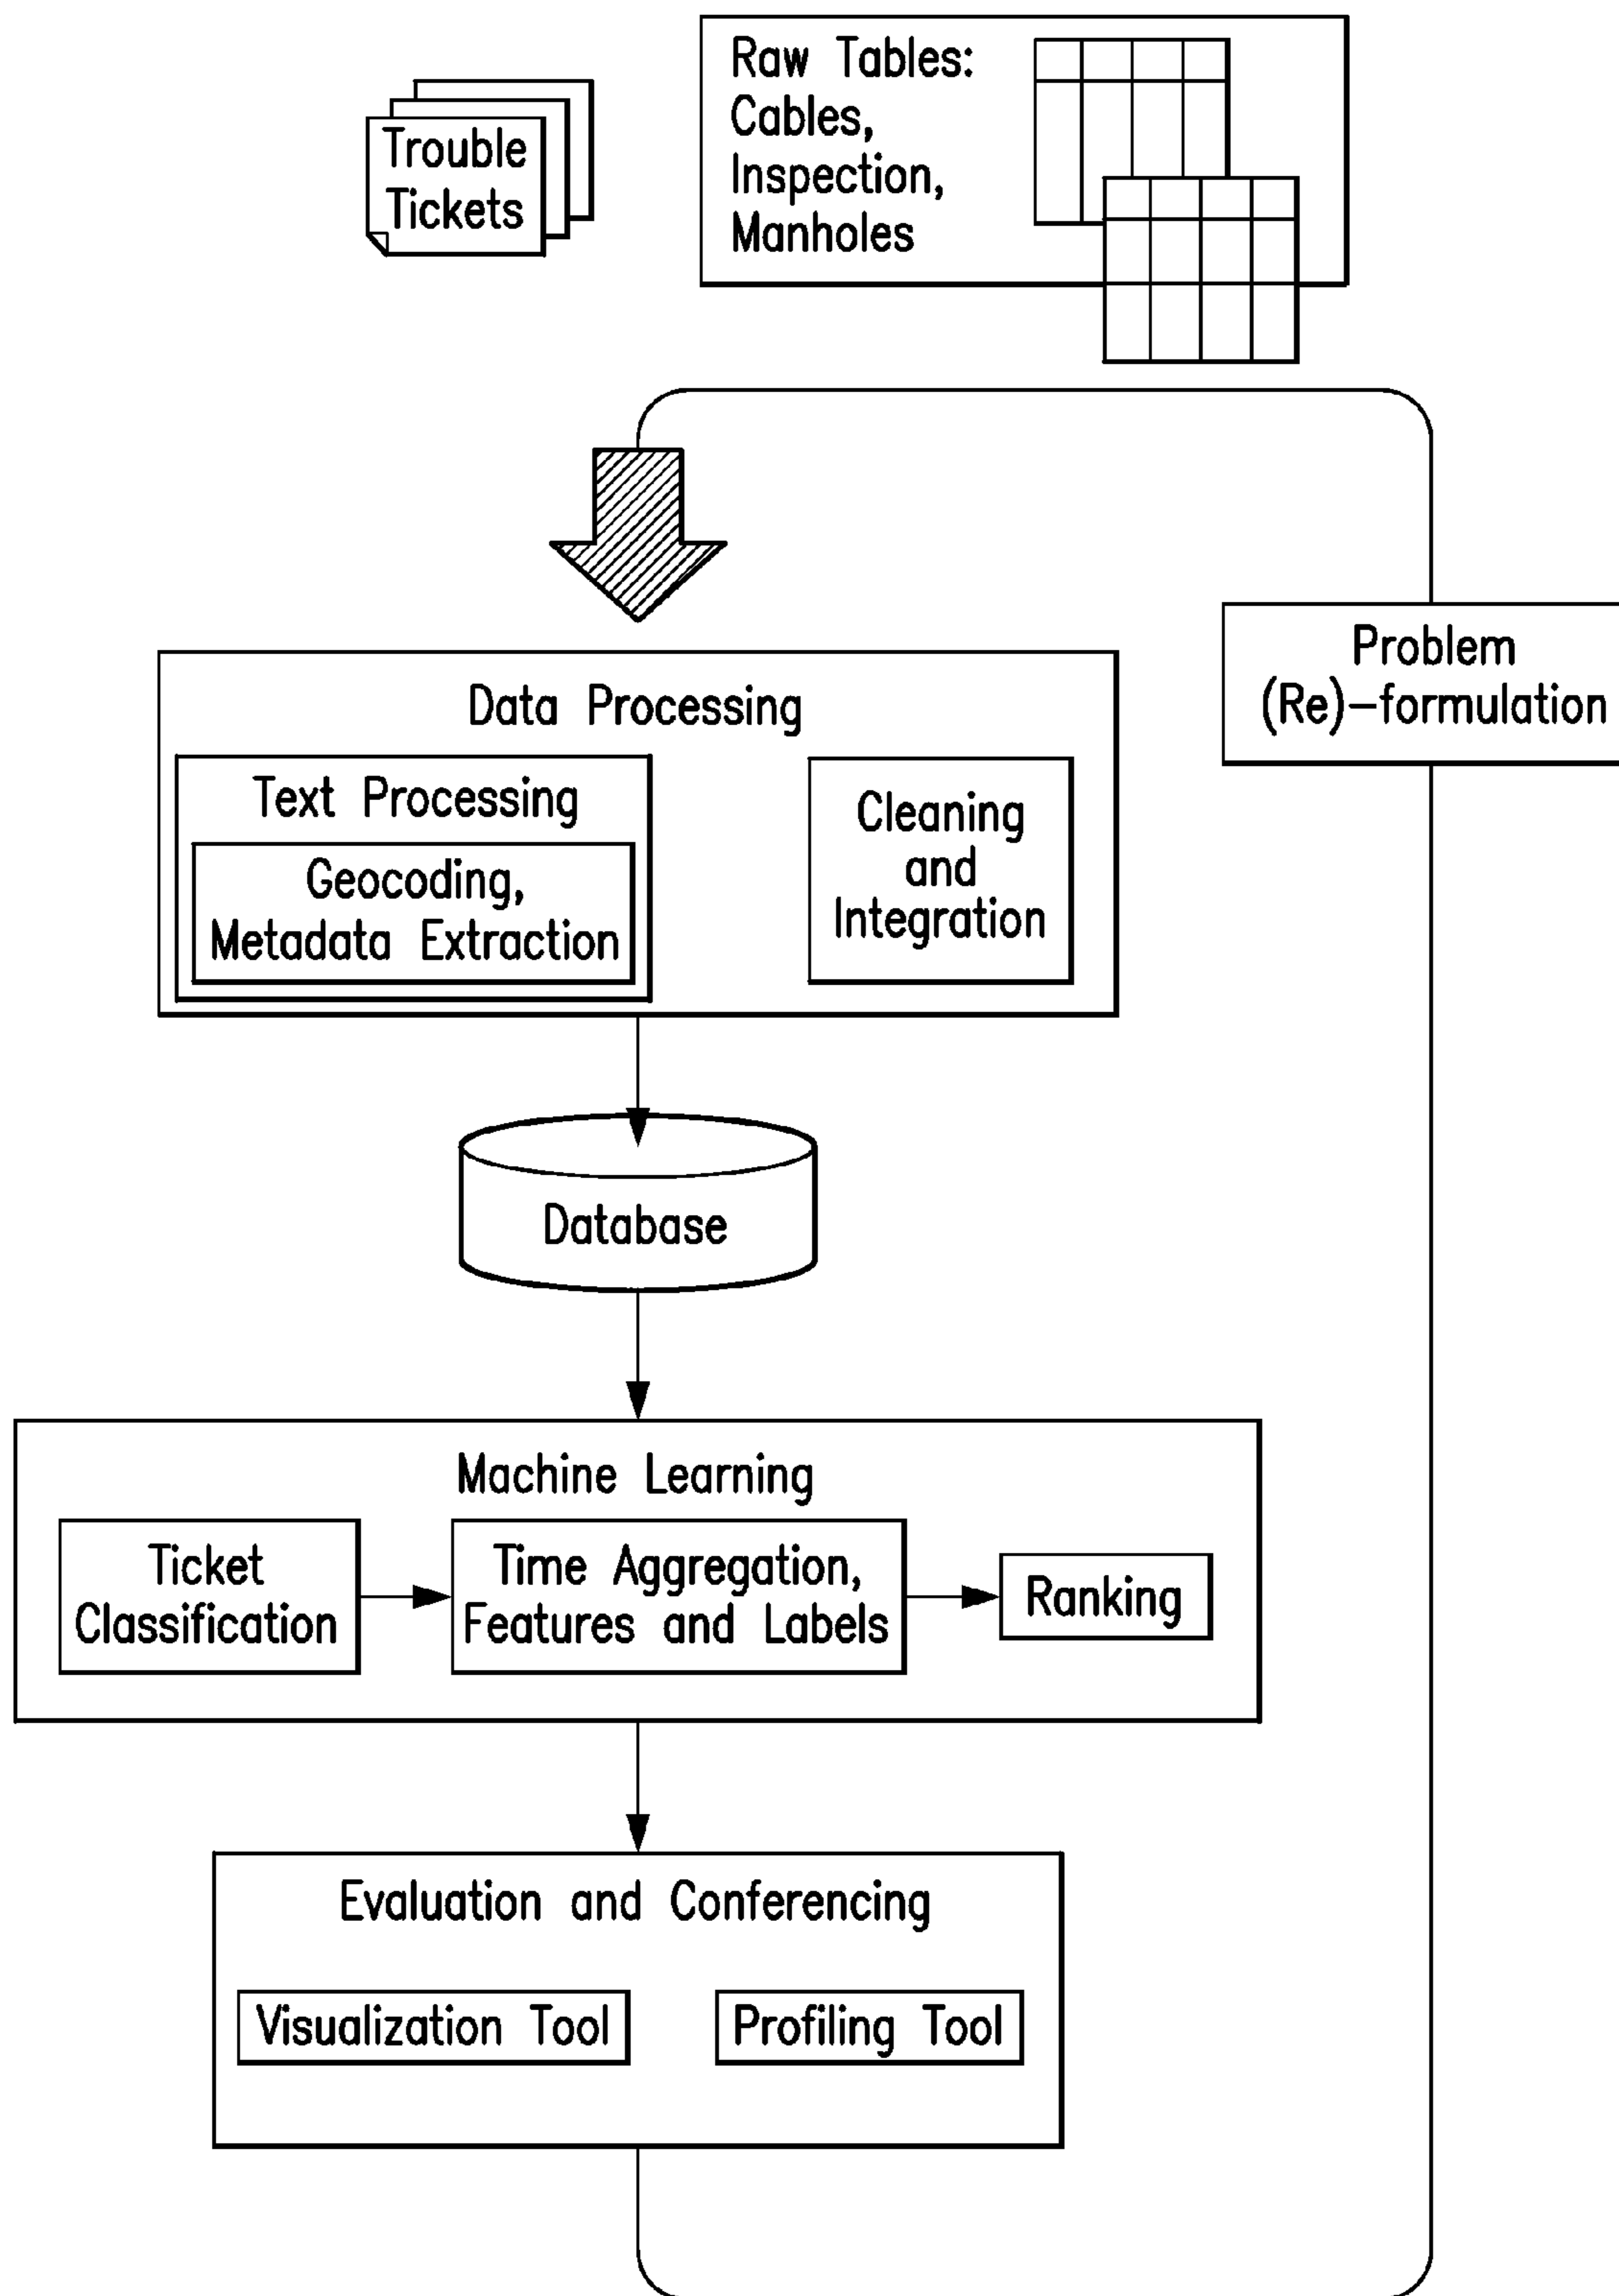 Trouble
Tickets
Raw Tables:
Cables,
Inspection,
Manholes
Problem
(Re)-formulation
Data Processing
Text Processing
Geocoding,
Metadata Extraction
Cleaning
and
Integration
Database
Machine Learning
Ticket
Classification
Time Aggregation,
Features and Labels
Ranking
Evaluation and Conferencing
Visualization Tool
Profiling Tool